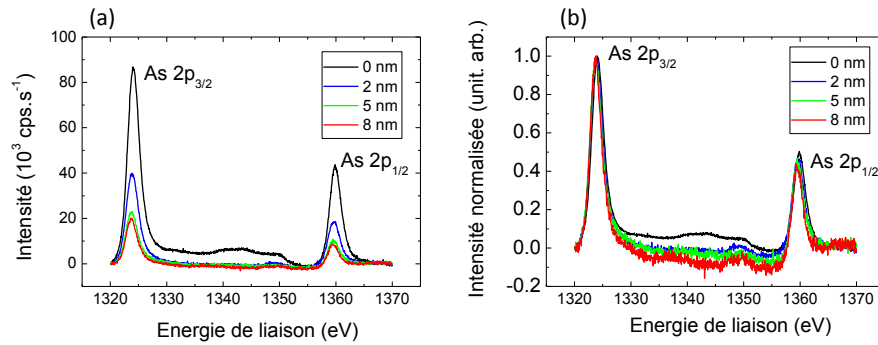 (a)
100
80
60
40
20
0
1320 1330 1340 1350 1360 1370
Intensité (10³ cps.s⁻¹)
Energie de liaison (eV)
As 2p₃/₂
As 2p₁/₂
0 nm
2 nm
5 nm
8 nm
(b)
1.0
0.8
0.6
0.4
0.2
0.0
-0.2
1320 1330 1340 1350 1360 1370
Intensité normalisée (unit. arb.)
Energie de liaison (eV)
As 2p₃/₂
As 2p₁/₂
0 nm
2 nm
5 nm
8 nm